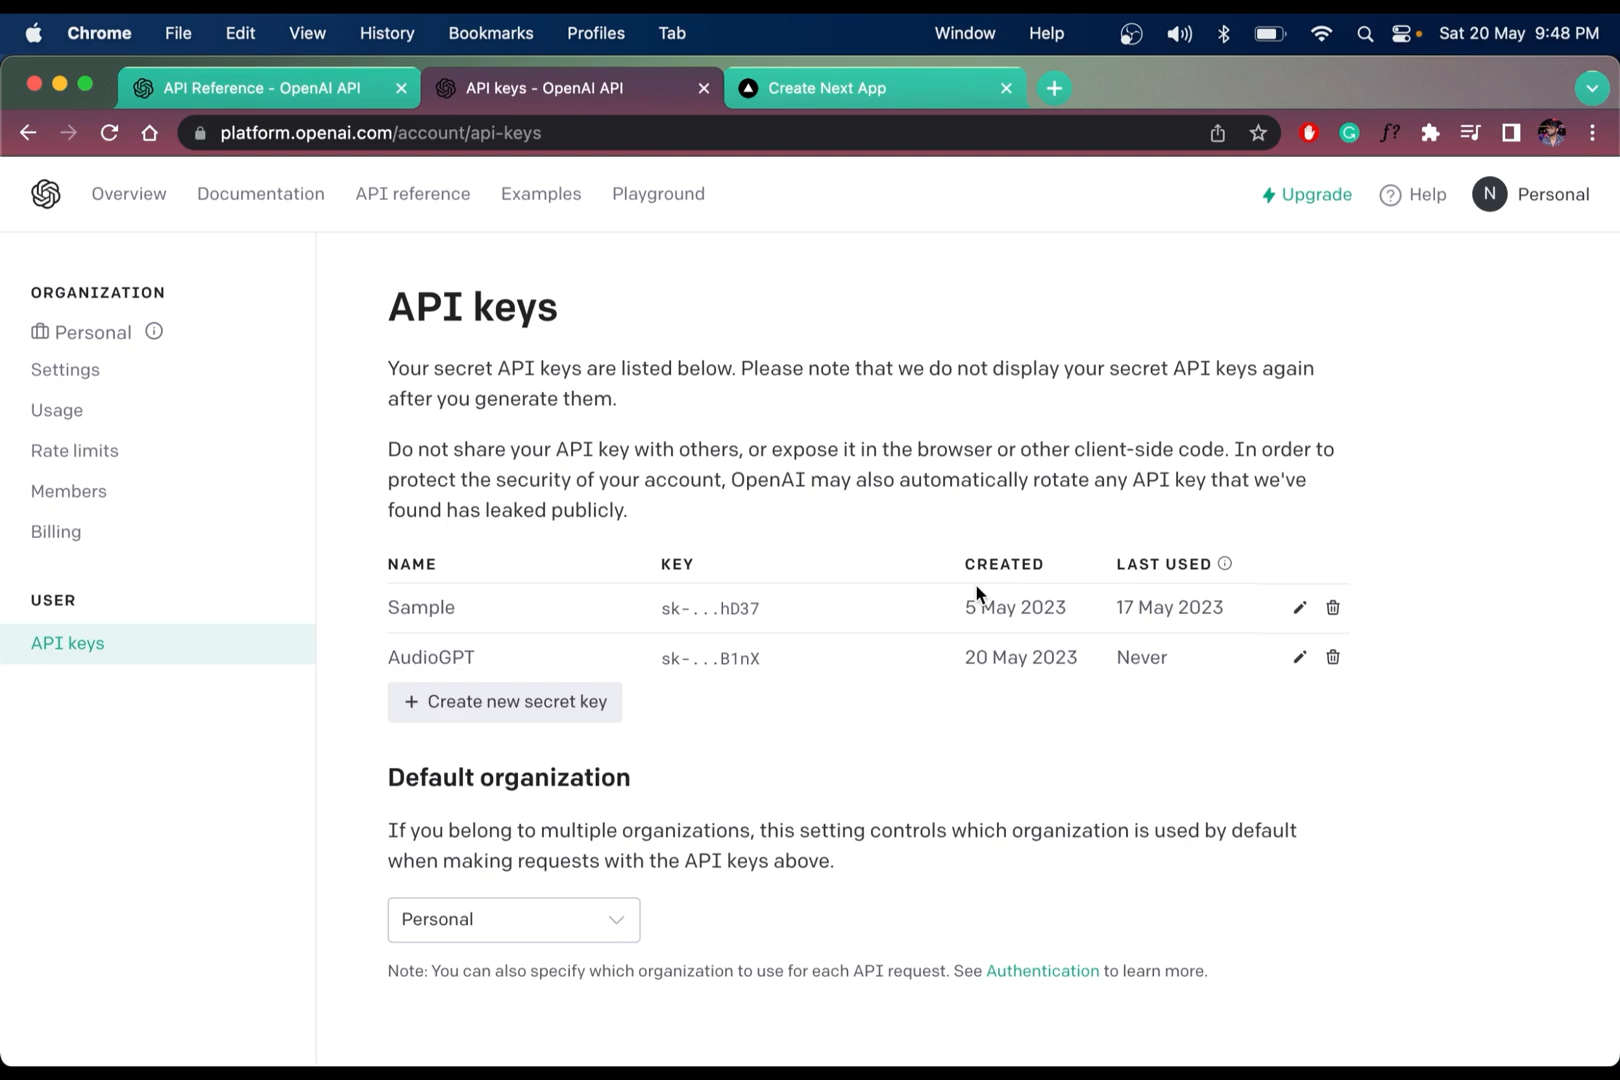 Chrome File Edit View History Bookmarks Profiles Tab Window Help Sat 20 May 9:48 PM
API Reference - OpenAI API API keys - OpenAI API Create Next App
platform.openai.com/account/api-keys
Overview Documentation API reference Examples Playground Upgrade Help N Personal
ORGANIZATION
Personal
Settings
Usage
Rate limits
Members
Billing
USER
API keys
API keys
Your secret API keys are listed below. Please note that we do not display your secret API keys again
after you generate them.
Do not share your API key with others, or expose it in the browser or other client-side code. In order to
protect the security of your account, OpenAI may also automatically rotate any API key that we've
found has leaked publicly.
NAME KEY CREATED LAST USED
Sample sk-...hD37 5 May 2023 17 May 2023
AudioGPT sk-...B1nX 20 May 2023 Never
+ Create new secret key
Default organization
If you belong to multiple organizations, this setting controls which organization is used by default
when making requests with the API keys above.
Personal
Note: You can also specify which organization to use for each API request. See Authentication to learn more.